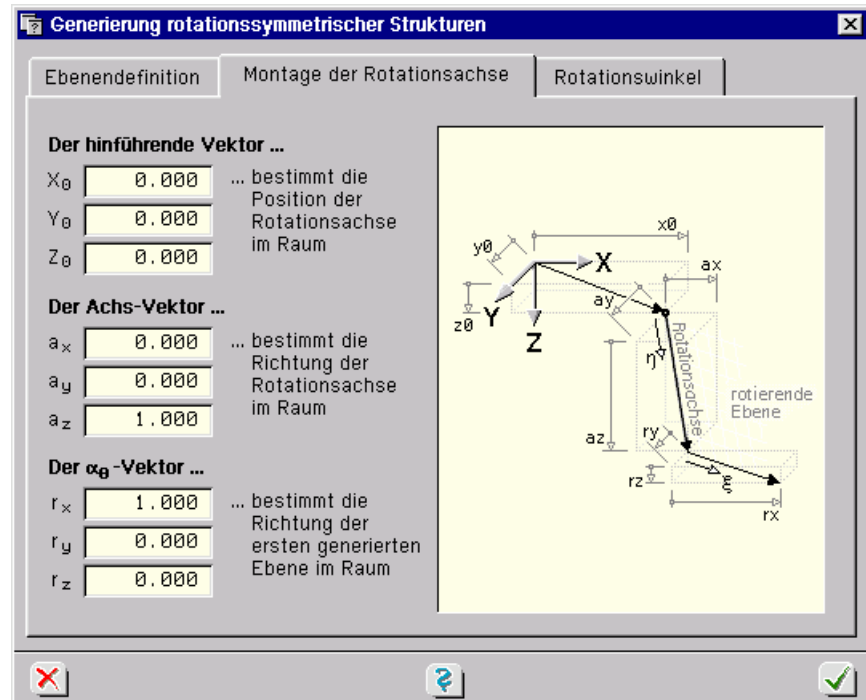 Generierung rotationssymmetrischer Strukturen
Ebenendefinition
Montage der Rotationsachse
Rotationswinkel
Der hinführende Vektor ...
X0 0.000
Y0 0.000
Z0 0.000
... bestimmt die
Position der
Rotationsachse
im Raum
Der Achs-Vektor ...
ax 0.000
ay 0.000
az 1.000
... bestimmt die
Richtung der
Rotationsachse
im Raum
Der α0-Vektor ...
rx 1.000
ry 0.000
rz 0.000
... bestimmt die
Richtung der
ersten generierten
Ebene im Raum
x0
y0
X
ax
ay
z0
Y
Z
η
Rotationsachse
rotierende
Ebene
az
ry
rz
ξ
rx